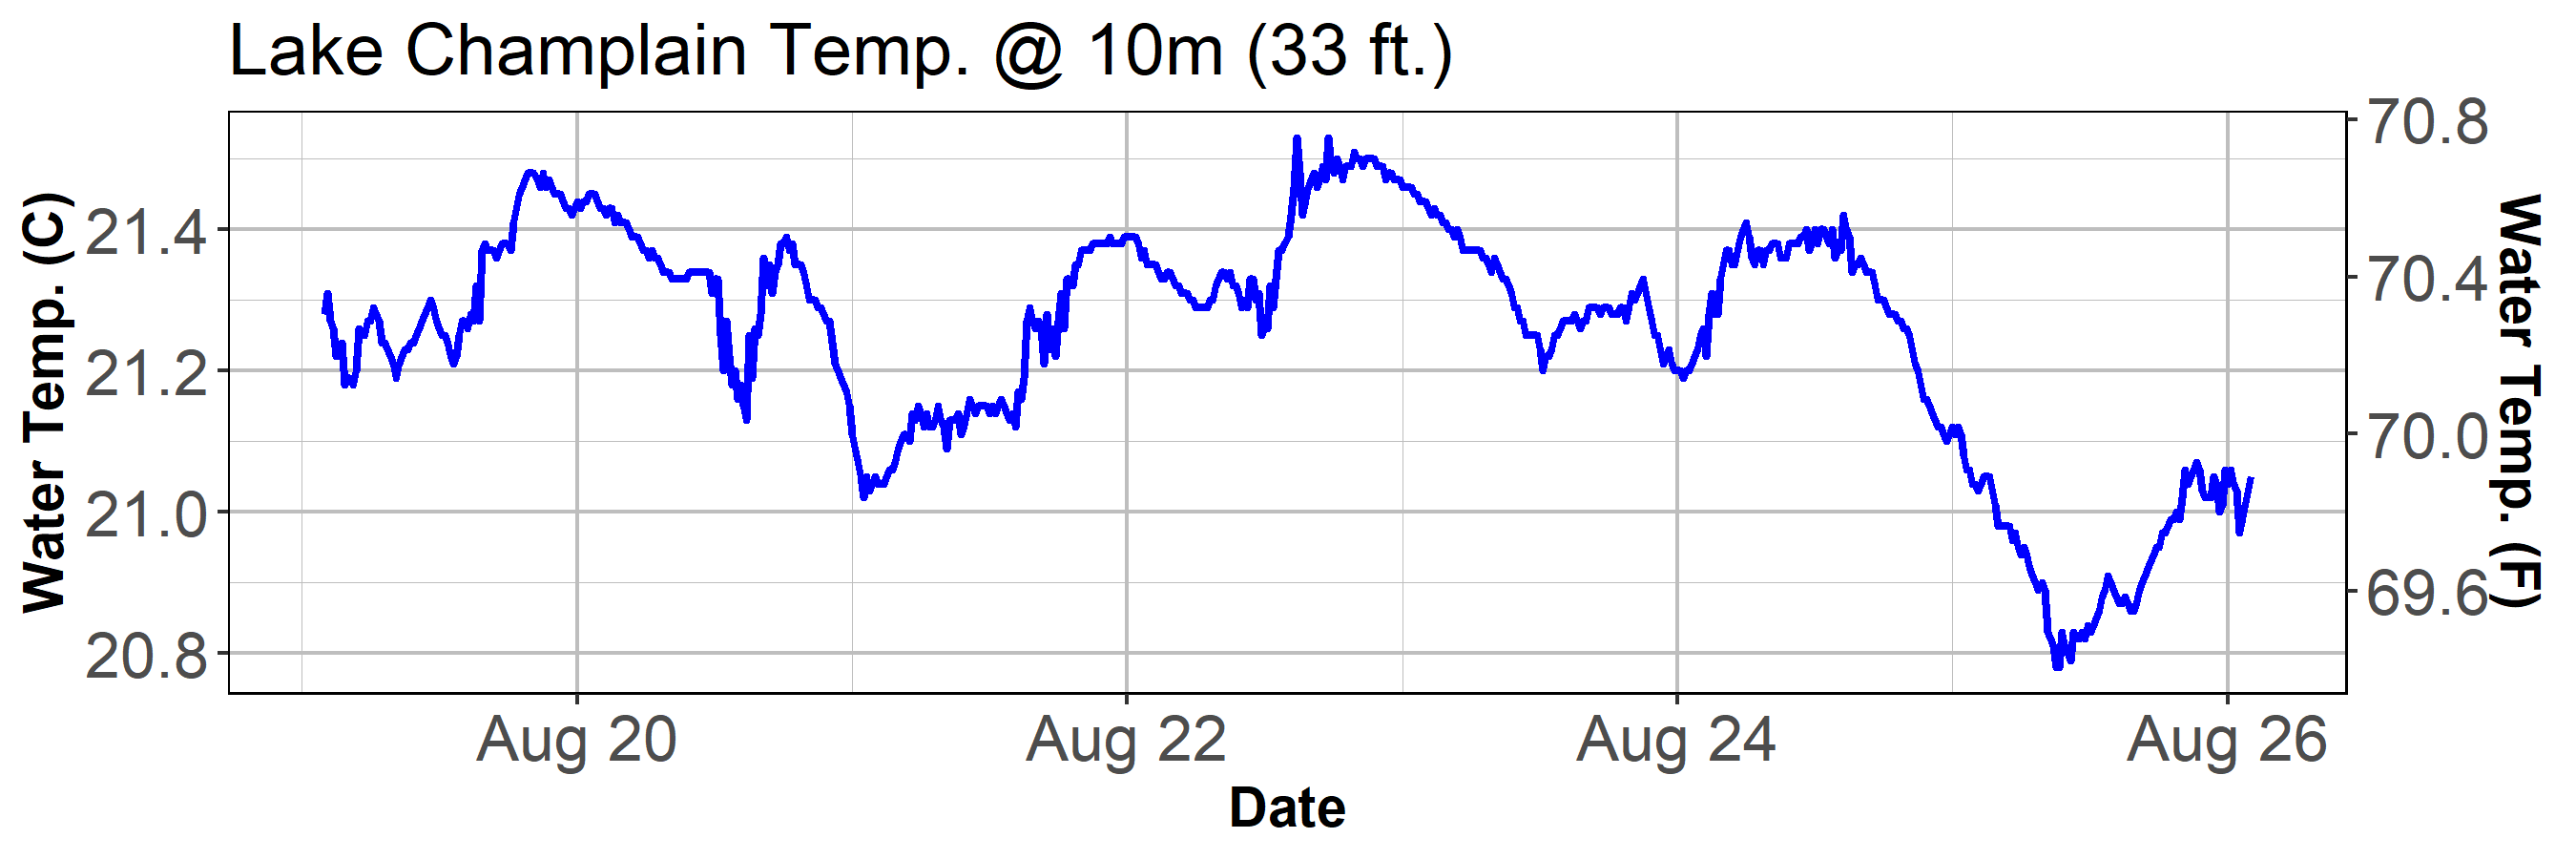 Lake Champlain Temp. @ 10m (33 ft.)
Water Temp. (C)
21.4
21.2
21.0
20.8
70.8
70.4
70.0
69.6
Water Temp. (F)
Aug 20 Aug 22 Aug 24 Aug 26
Date